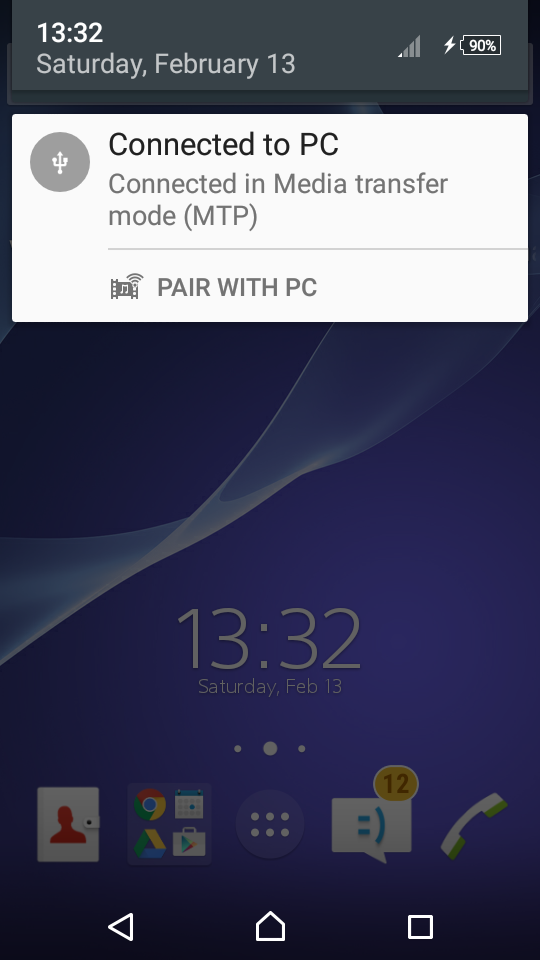 13:32
90%
Saturday, February 13
Connected to PC
Connected in Media transfer
mode (MTP)
PAIR WITH PC
13:32
Saturday, Feb 13
12